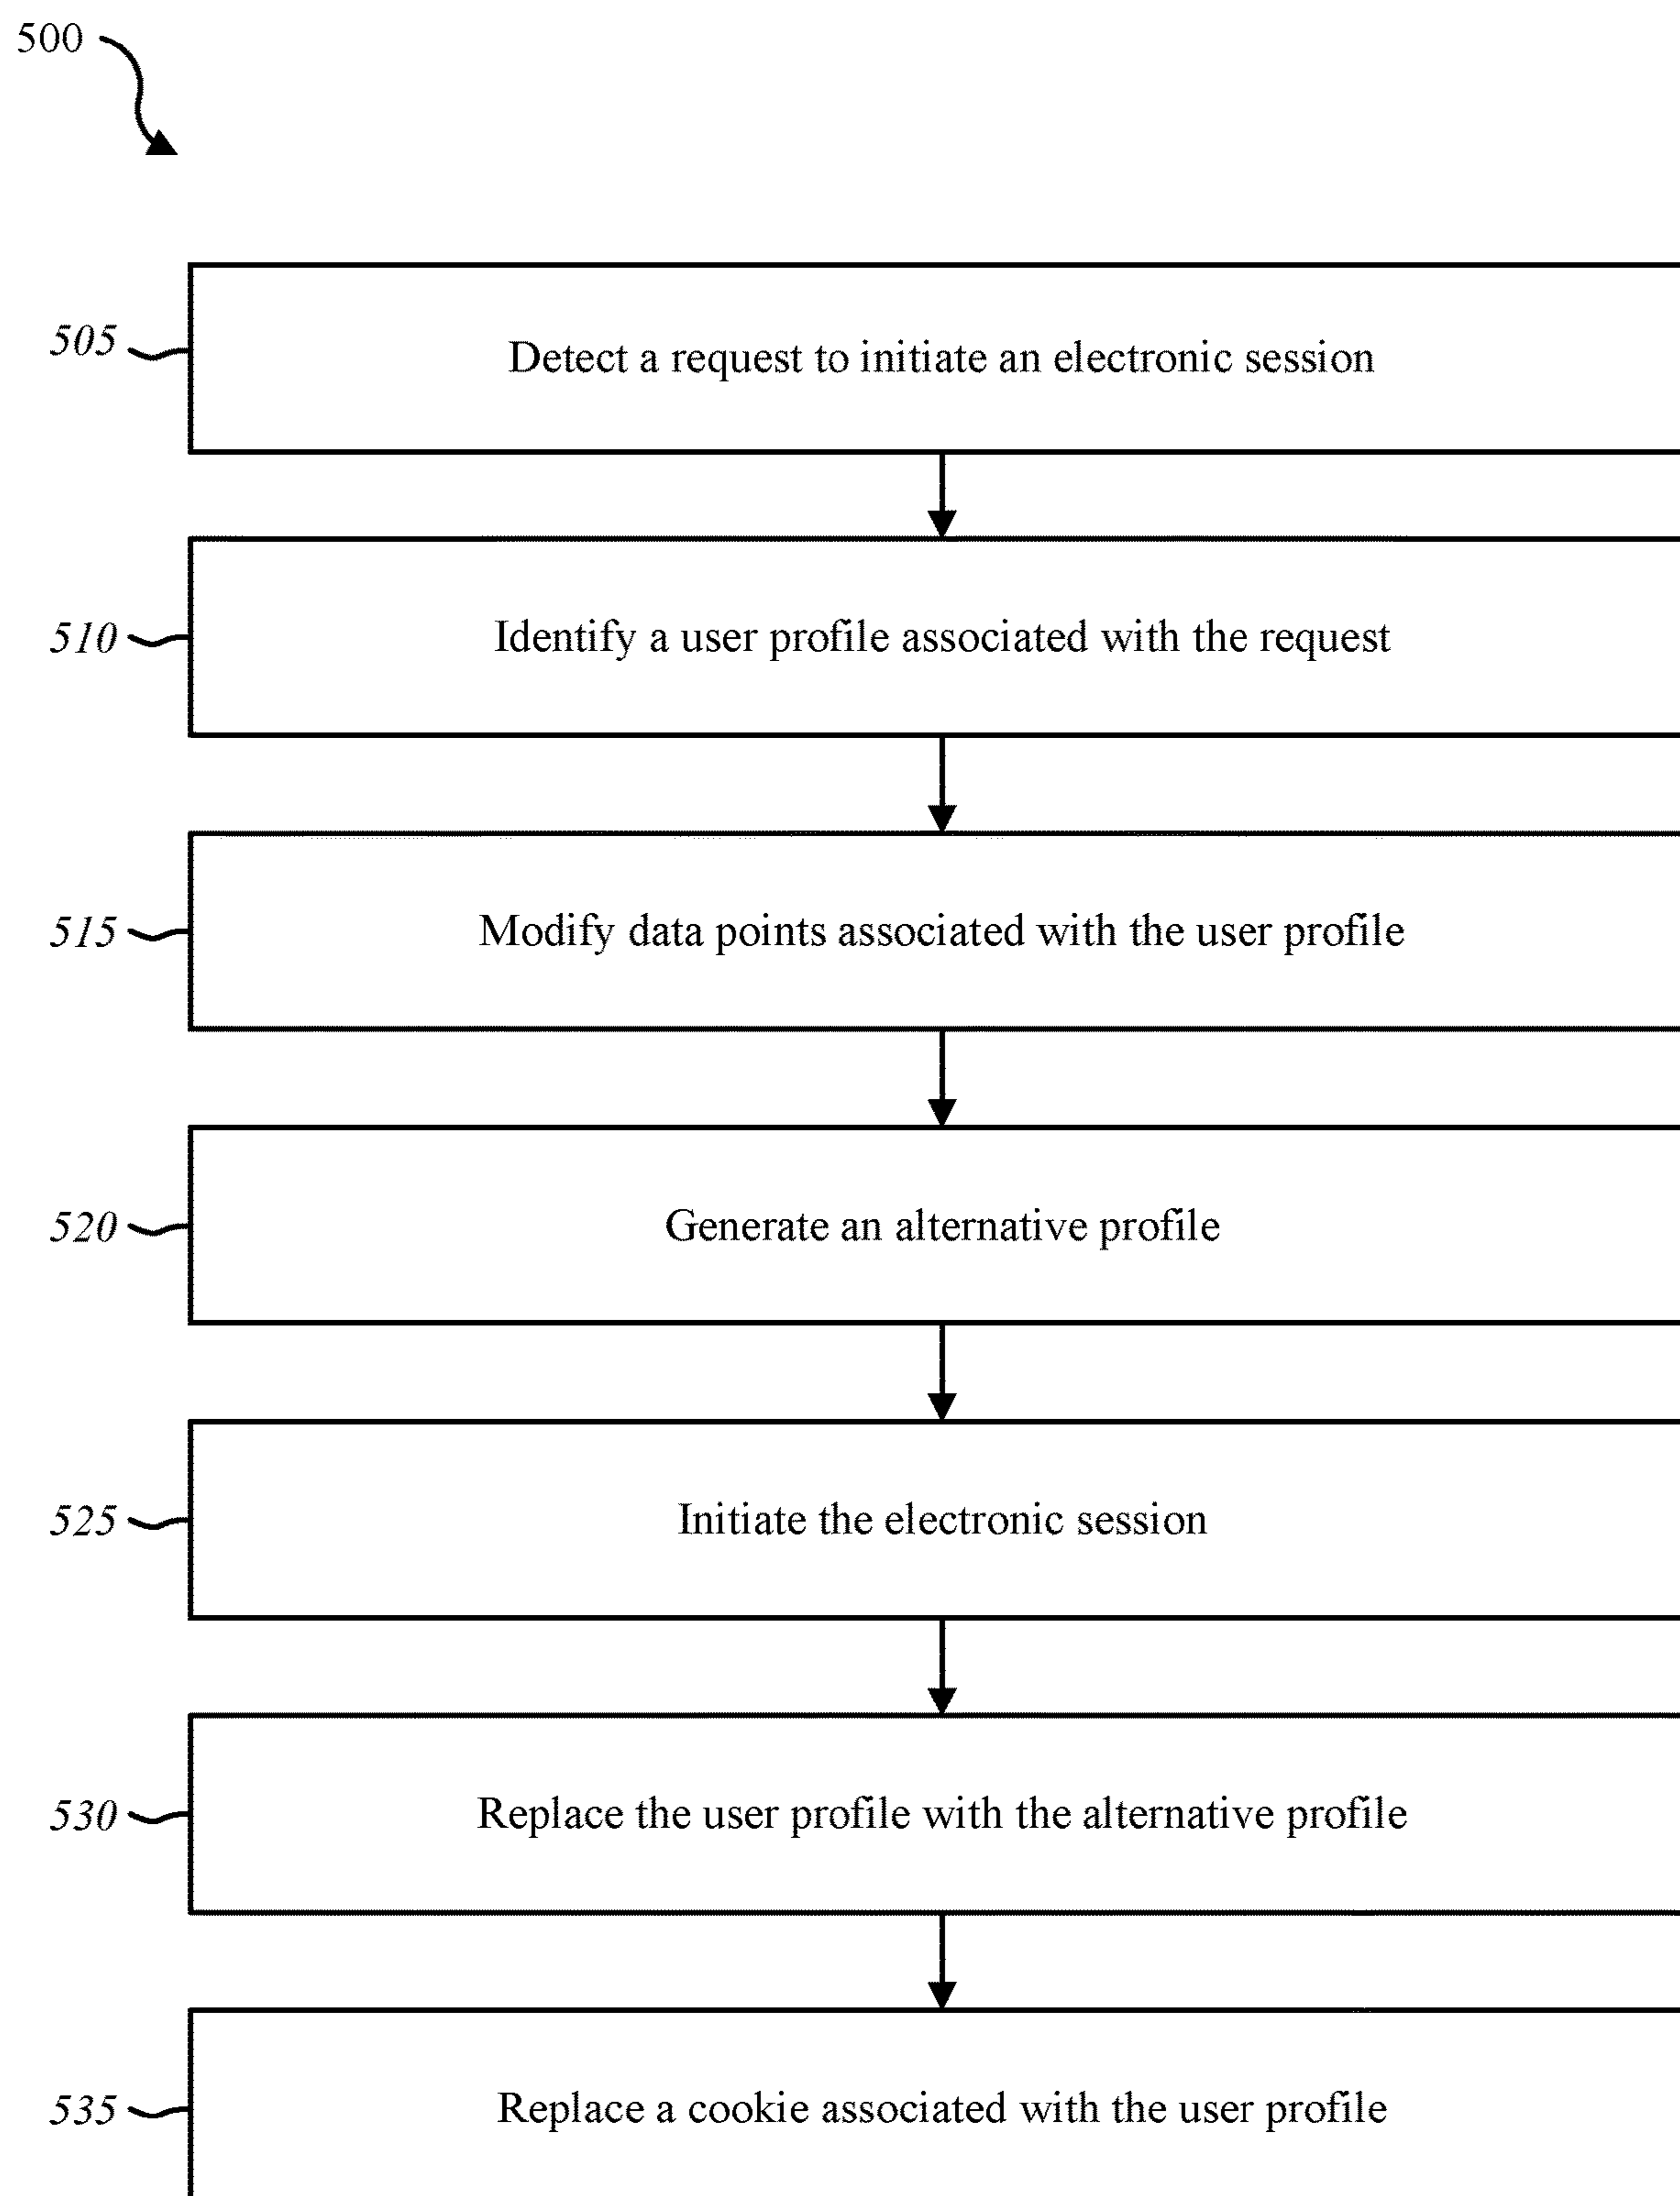 500
505
Detect a request to initiate an electronic session
510
Identify a user profile associated with the request
515
Modify data points associated with the user profile
520
Generate an alternative profile
525
Initiate the electronic session
530
Replace the user profile with the alternative profile
535
Replace a cookie associated with the user profile